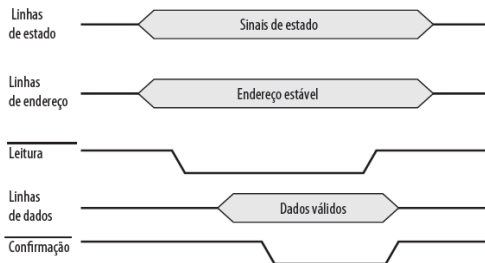 Linhas
de estado
Sinais de estado
Linhas
de endereço
Endereço estável
Leitura
Linhas
de dados
Dados válidos
Confirmação